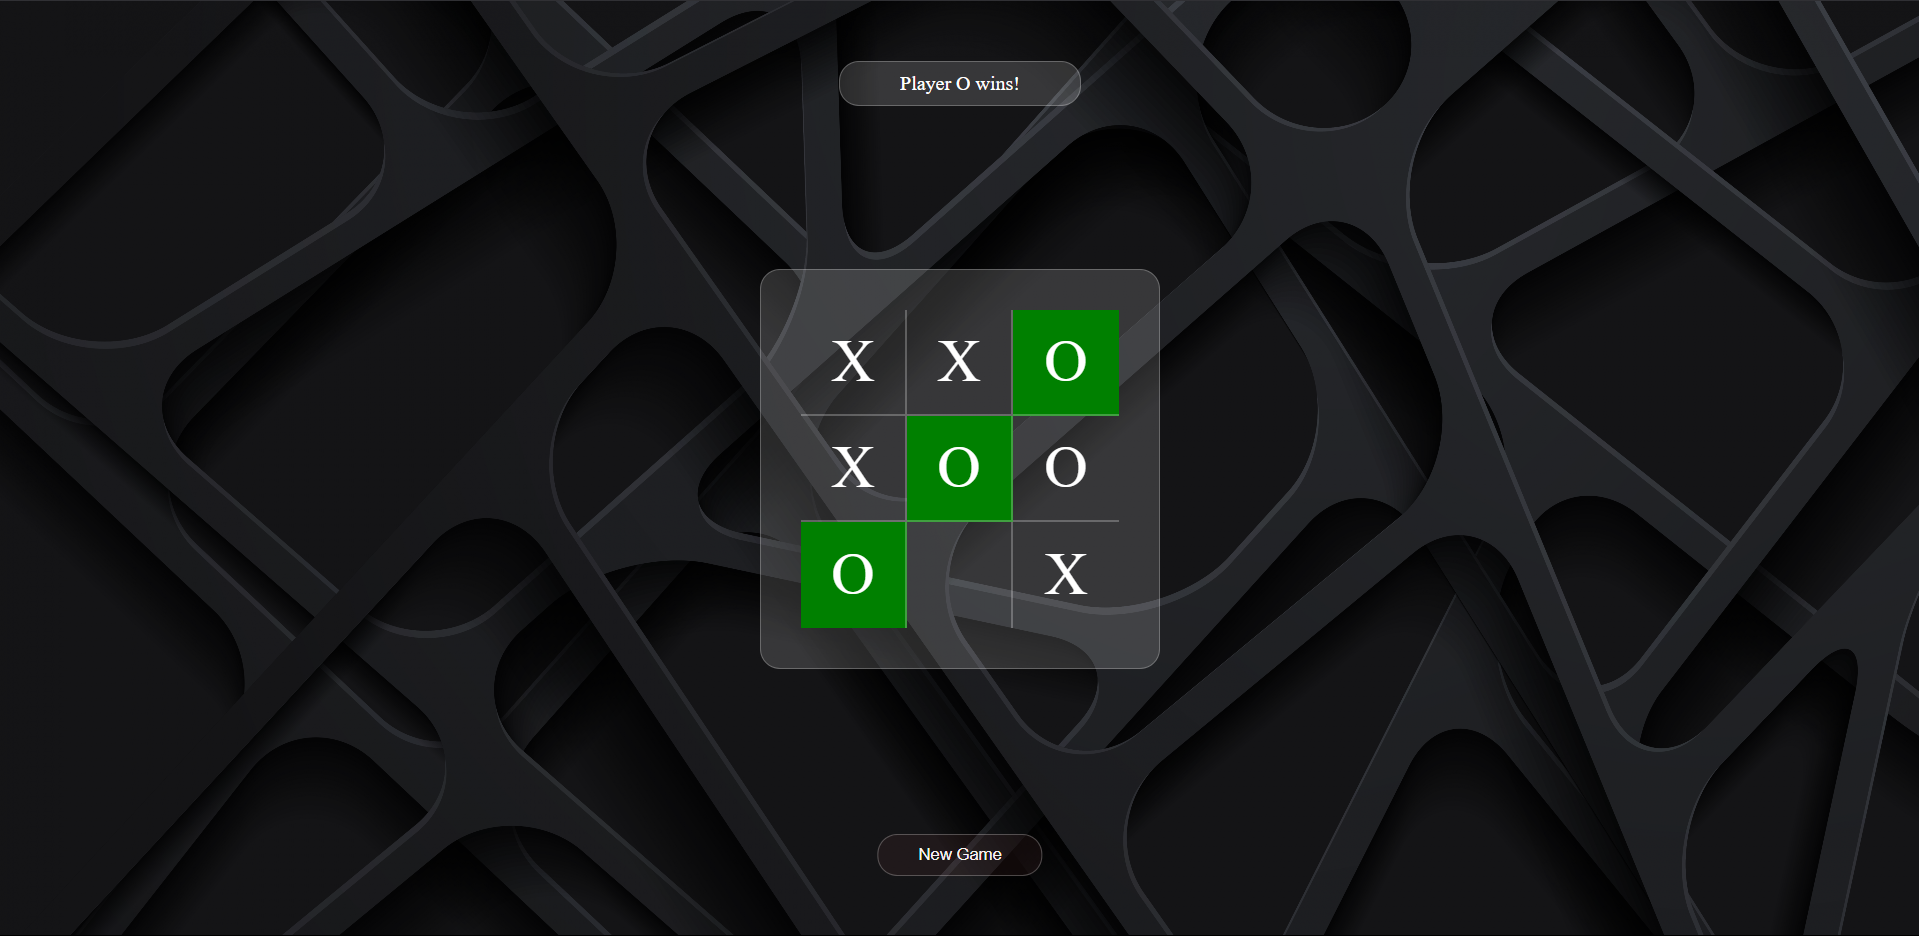 Player O wins!
X X O
X O O
O X
New Game